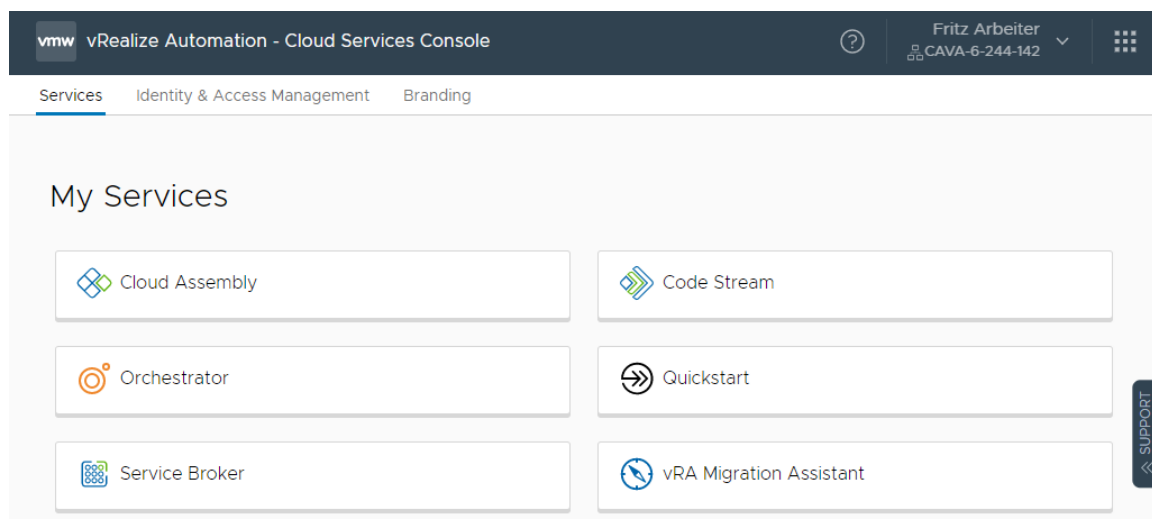 vmw vRealize Automation - Cloud Services Console
Fritz Arbeiter
CAVA-6-244-142
Services Identity & Access Management Branding
My Services
Cloud Assembly
Code Stream
Orchestrator
Quickstart
Service Broker
vRA Migration Assistant
SUPPORT